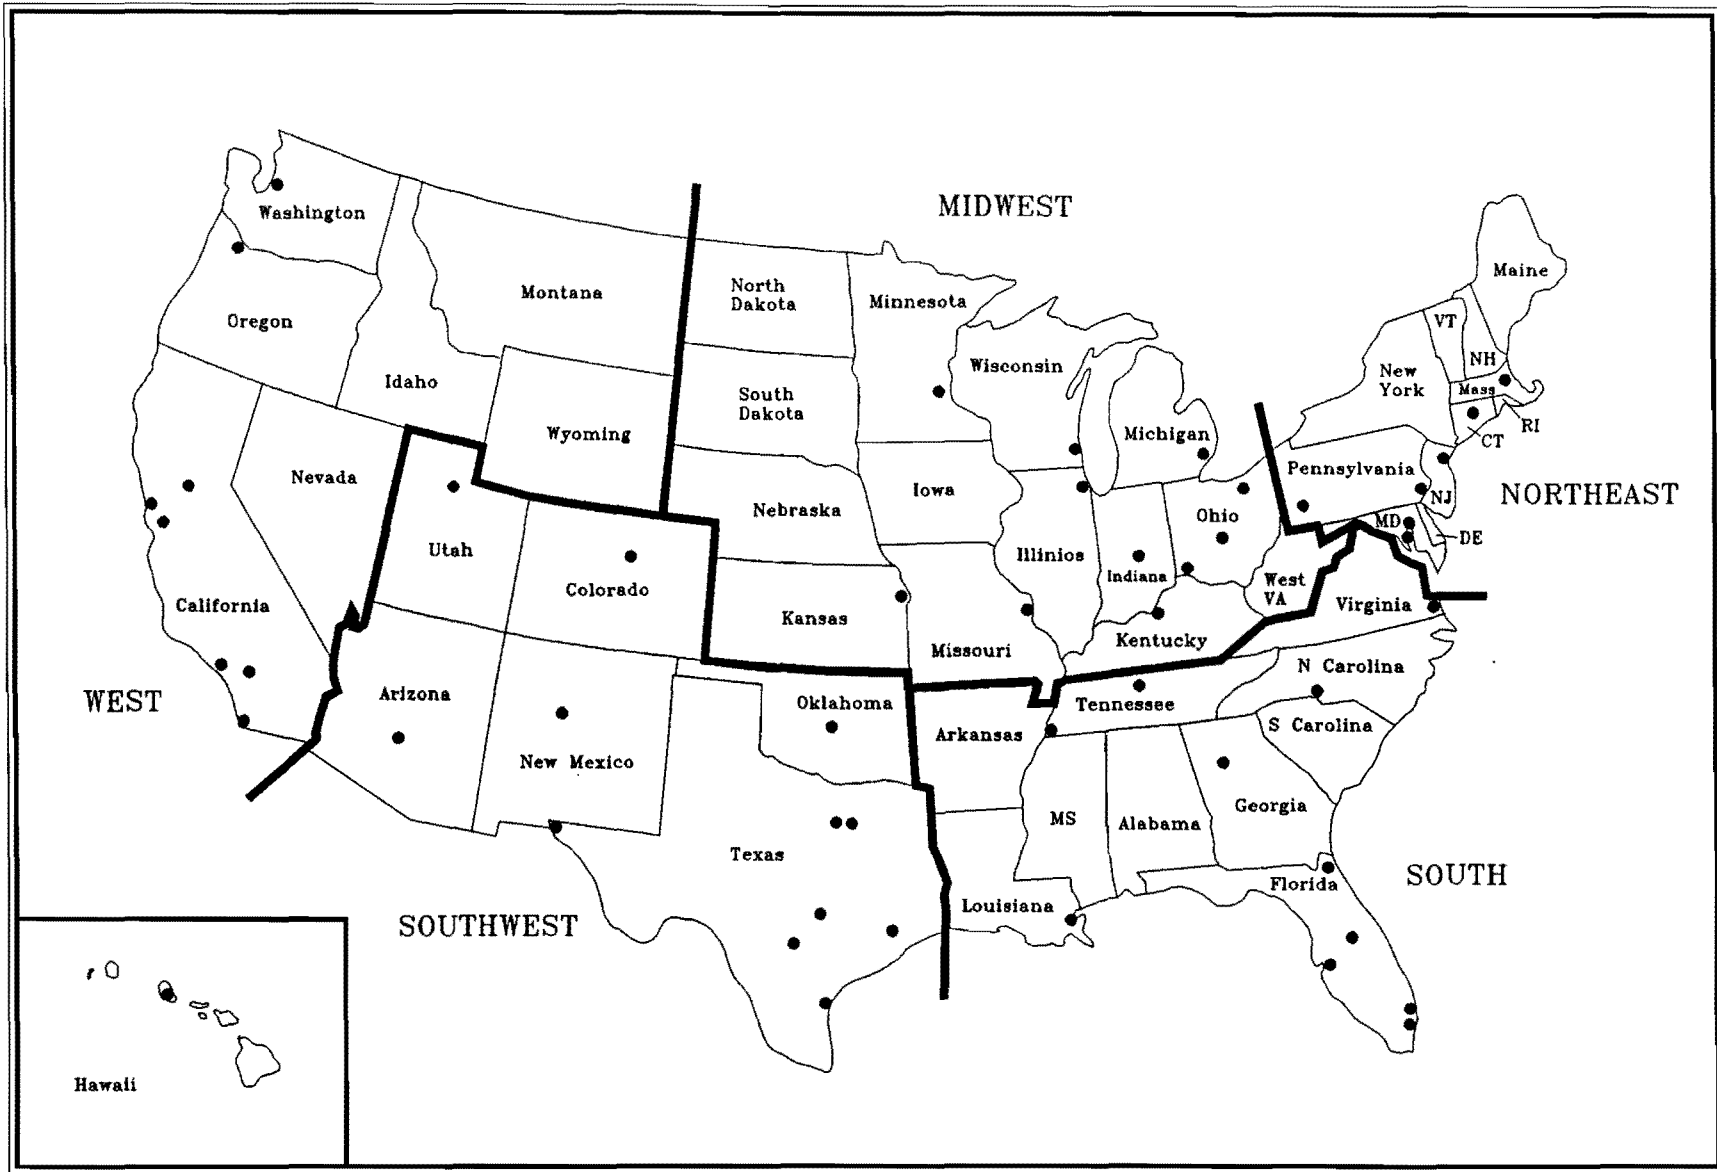 MIDWEST
Washington
Maine
Montana
North
Dakota
Minnesota
Oregon
VT
Wisconsin
NH
New
York
Mass
Idaho
South
Dakota
RI
Wyoming
Michigan
CT
Pennsylvania
Nevada
Iowa
NJ
NORTHEAST
Nebraska
Ohio
MD
DE
Utah
Illinios
Colorado
Indiana
West
VA
California
Virginia
Kansas
Kentucky
Missouri
N Carolina
WEST
Arizona
Oklahoma
Tennessee
S Carolina
Arkansas
New Mexico
Georgia
MS
Alabama
Texas
SOUTH
Florida
Louisiana
SOUTHWEST
Hawaii